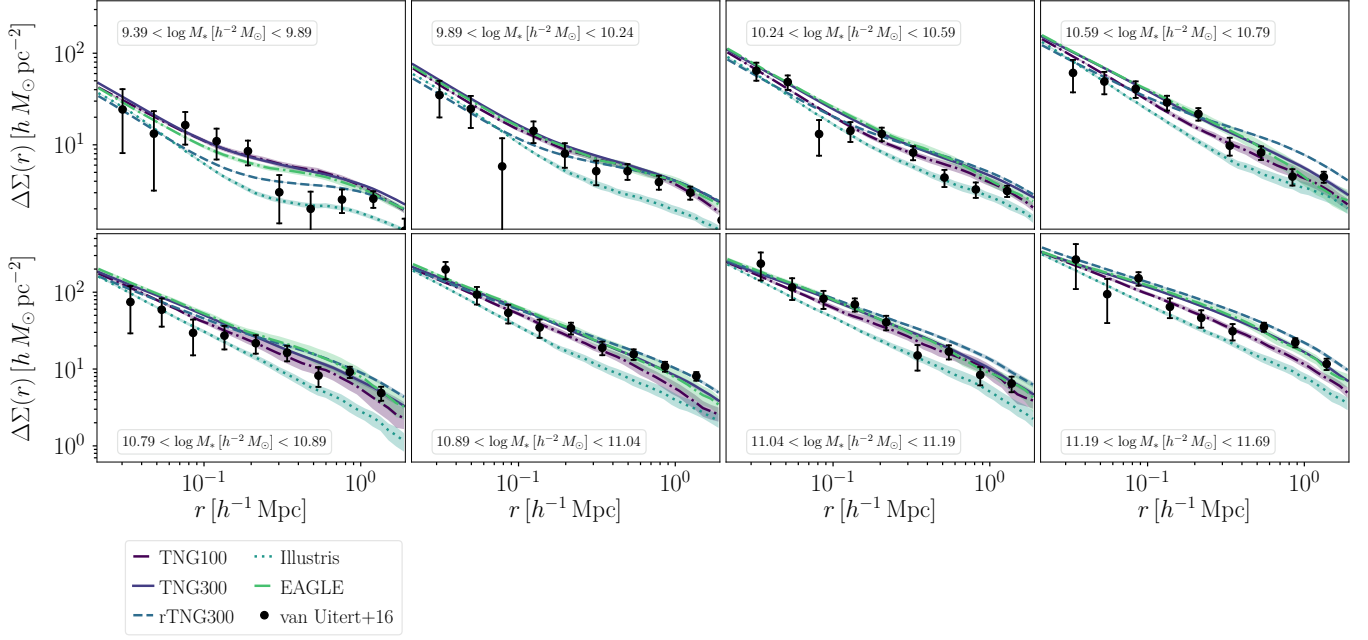 9.39 < log M∗ [h⁻² M⊙] < 9.89
9.89 < log M∗ [h⁻² M⊙] < 10.24
10.24 < log M∗ [h⁻² M⊙] < 10.59
10.59 < log M∗ [h⁻² M⊙] < 10.79
10²
10¹
ΔΣ(r) [h M⊙ pc⁻²]
10²
10¹
10⁰
ΔΣ(r) [h M⊙ pc⁻²]
10.79 < log M∗ [h⁻² M⊙] < 10.89
10.89 < log M∗ [h⁻² M⊙] < 11.04
11.04 < log M∗ [h⁻² M⊙] < 11.19
11.19 < log M∗ [h⁻² M⊙] < 11.69
10⁻¹ 10⁰ 10⁻¹ 10⁰ 10⁻¹ 10⁰ 10⁻¹ 10⁰
r [h⁻¹ Mpc] r [h⁻¹ Mpc] r [h⁻¹ Mpc] r [h⁻¹ Mpc]
TNG100
TNG300
rTNG300
Illustris
EAGLE
van Uitert+16